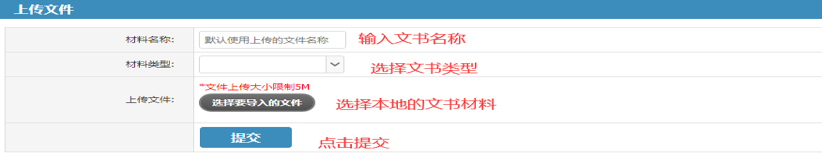 上传文件
材料名称: 默认使用上传的文件名称 输入文书名称
材料类型: 选择文书类型
*文件上传大小限制5M
上传文件: 选择要导入的文件 选择本地的文书材料
提交 点击提交